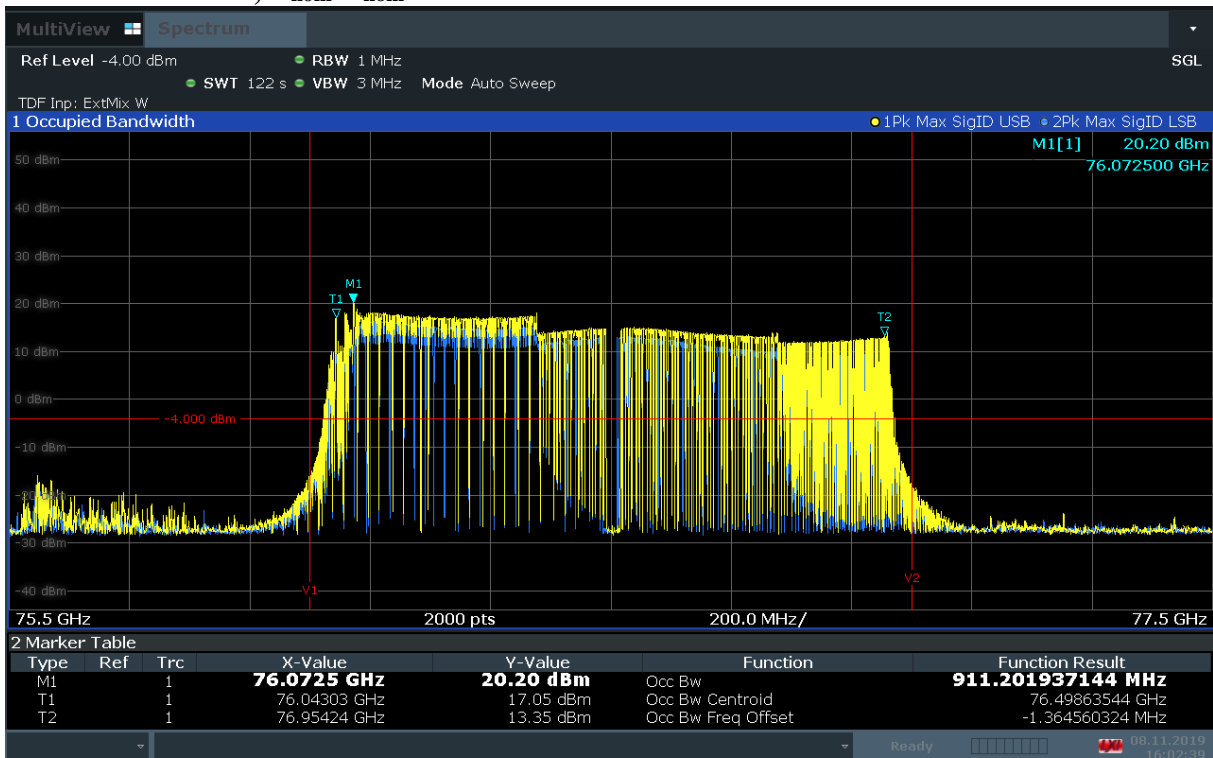 MultiView Spectrum
Ref Level -4.00 dBm RBW 1 MHz SGL
SWT 122 s VBW 3 MHz Mode Auto Sweep
TDF Inp: ExtMix W
1 Occupied Bandwidth 1Pk Max SigID USB 2Pk Max SigID LSB
M1[1] 20.20 dBm
76.072500 GHz
50 dBm
40 dBm
30 dBm
M1
20 dBm T1
T2
10 dBm
0 dBm
-4.000 dBm
-10 dBm
-30 dBm
V2
-40 dBm V1
75.5 GHz 2000 pts 200.0 MHz/ 77.5 GHz
2 Marker Table
Type Ref Trc X-Value Y-Value Function Function Result
M1 1 76.0725 GHz 20.20 dBm Occ Bw 911.201937144 MHz
T1 1 76.04303 GHz 17.05 dBm Occ Bw Centroid 76.49863544 GHz
T2 1 76.95424 GHz 13.35 dBm Occ Bw Freq Offset -1.364560324 MHz
Ready 08.11.2019
16:02:39